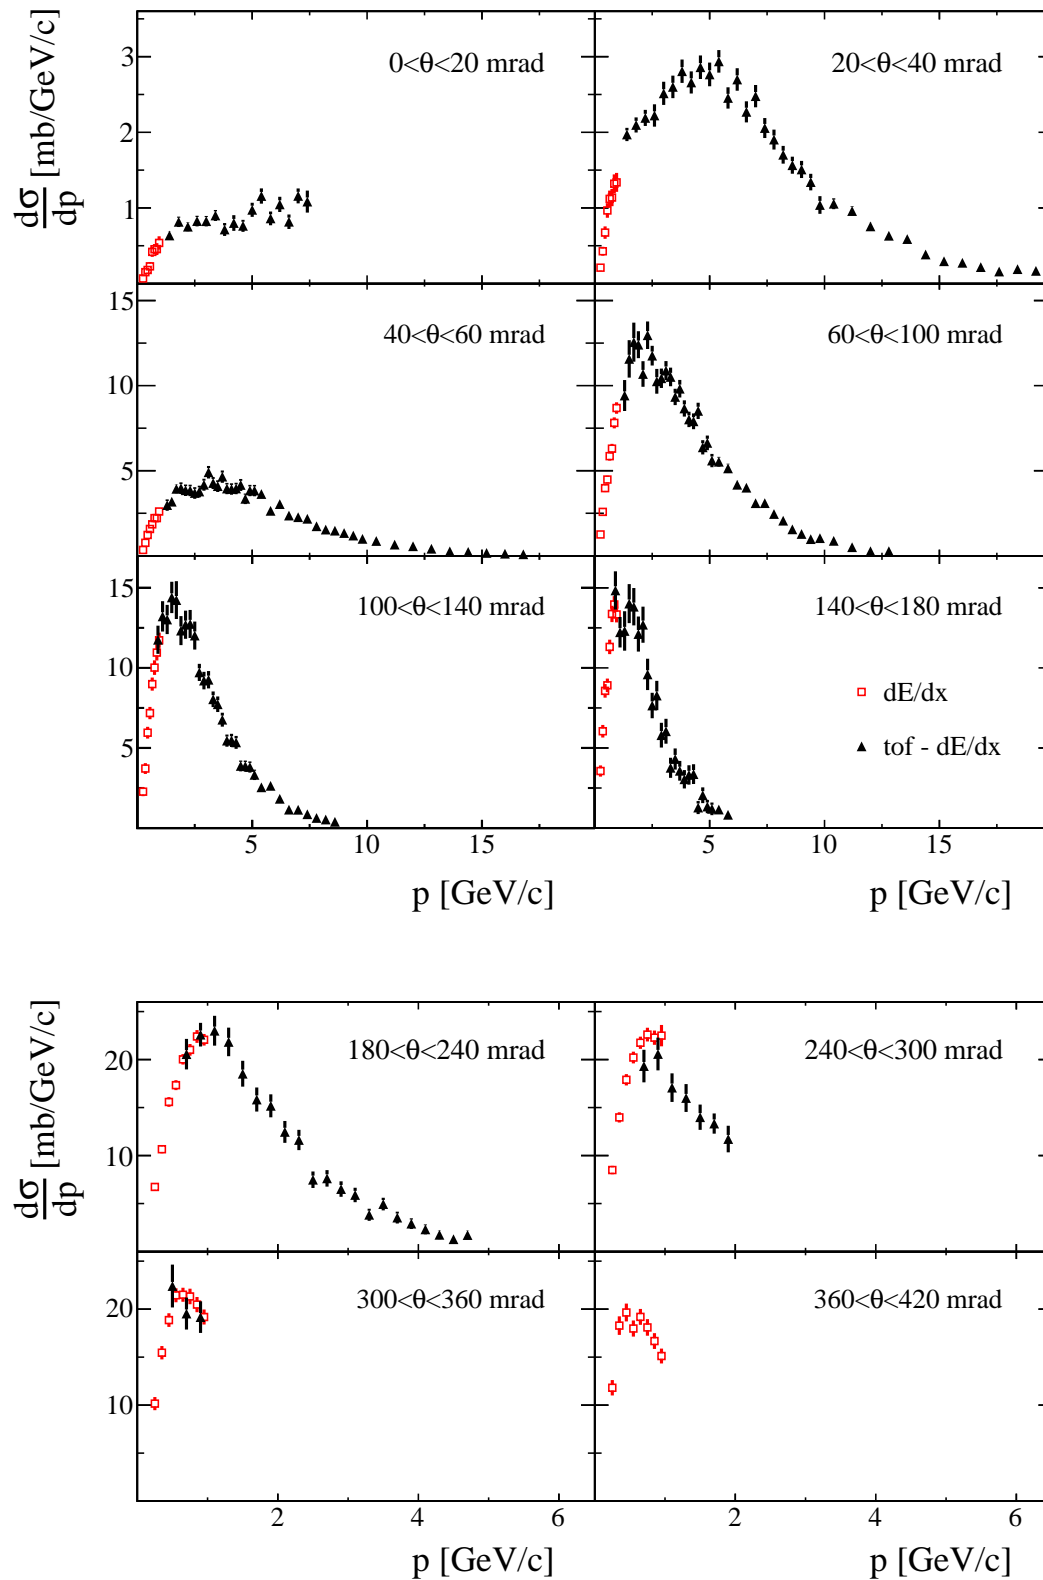 dσ/dp [mb/GeV/c]
0<θ<20 mrad
20<θ<40 mrad
3
2
1
40<θ<60 mrad
60<θ<100 mrad
15
10
5
100<θ<140 mrad
140<θ<180 mrad
15
10
5
dE/dx
tof - dE/dx
5 10 15
5 10 15
p [GeV/c]
p [GeV/c]
dσ/dp [mb/GeV/c]
180<θ<240 mrad
240<θ<300 mrad
20
10
300<θ<360 mrad
360<θ<420 mrad
20
10
2 4 6
2 4 6
p [GeV/c]
p [GeV/c]